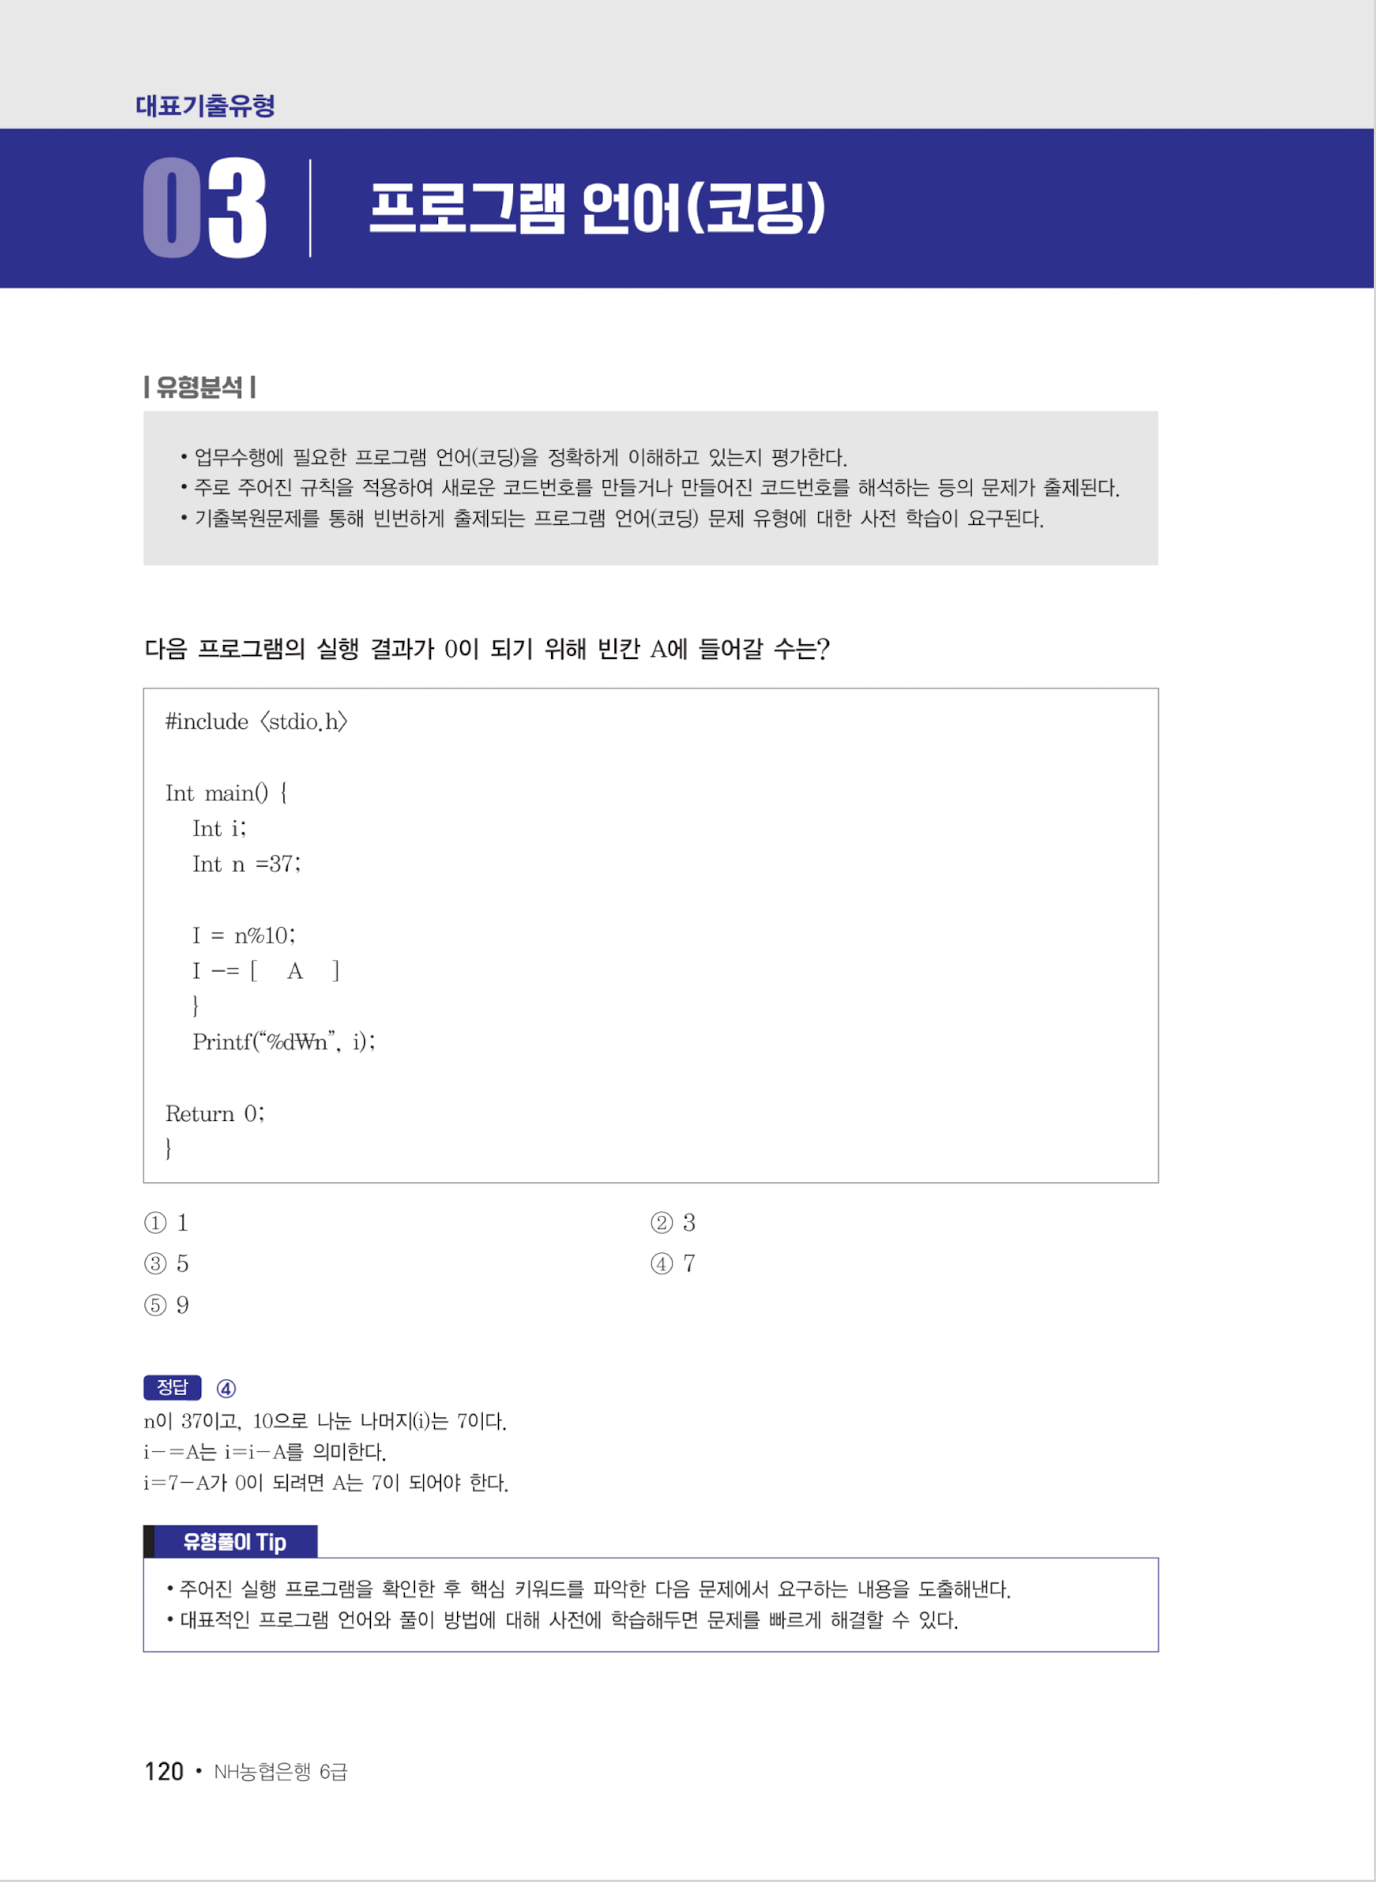 대표기출유형
03
프로그램 언어(코딩)
| 유형분석 |
• 업무수행에 필요한 프로그램 언어(코딩)을 정확하게 이해하고 있는지 평가한다.
• 주로 주어진 규칙을 적용하여 새로운 코드번호를 만들거나 만들어진 코드번호를 해석하는 등의 문제가 출제된다.
• 기출복원문제를 통해 빈번하게 출제되는 프로그램 언어(코딩) 문제 유형에 대한 사전 학습이 요구된다.
다음 프로그램의 실행 결과가 0이 되기 위해 빈칸 A에 들어갈 수는?
#include 〈stdio.h〉
Int main() {
Int i;
Int n =37;
I = n%10;
I −= [ A ]
}
Printf(“%d₩n”, i);
Return 0;
}
① 1
② 3
③ 5
④ 7
⑤ 9
정답 ④
n이 37이고, 10으로 나눈 나머지(i)는 7이다.
i−=A는 i=i−A를 의미한다.
i=7−A가 0이 되려면 A는 7이 되어야 한다.
유형풀이 Tip
• 주어진 실행 프로그램을 확인한 후 핵심 키워드를 파악한 다음 문제에서 요구하는 내용을 도출해낸다.
• 대표적인 프로그램 언어와 풀이 방법에 대해 사전에 학습해두면 문제를 빠르게 해결할 수 있다.
120 • NH농협은행 6급